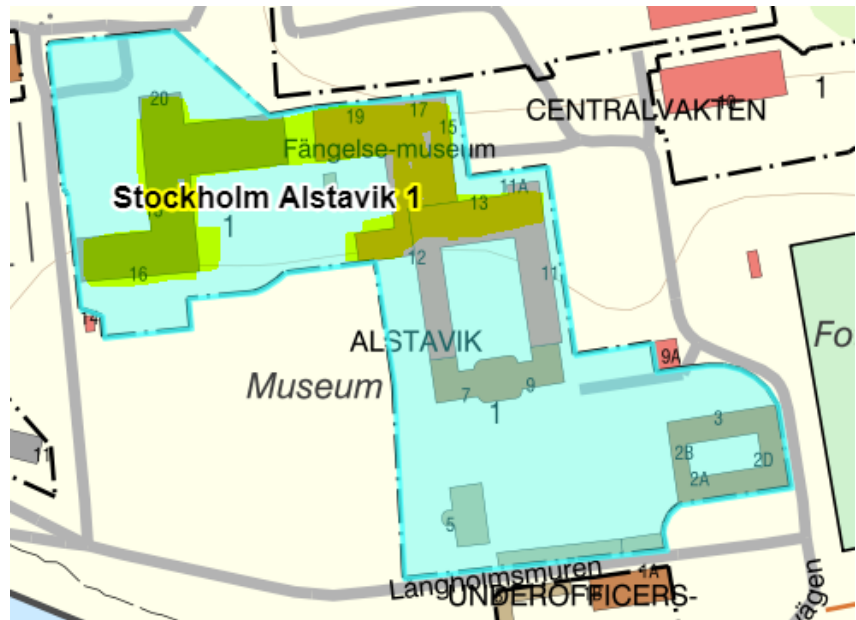 20
19
17
15
CENTRALVAKTEN
1
Fängelse-museum
Stockholm Alstavik 1
1
11A
13
16
12
11
14
ALSTAVIK
9A
Museum
Fo
7
9
1
3
2B
2D
2A
11
5
Långholmsmuren
1A
UNDEROFFICERS-
vägen